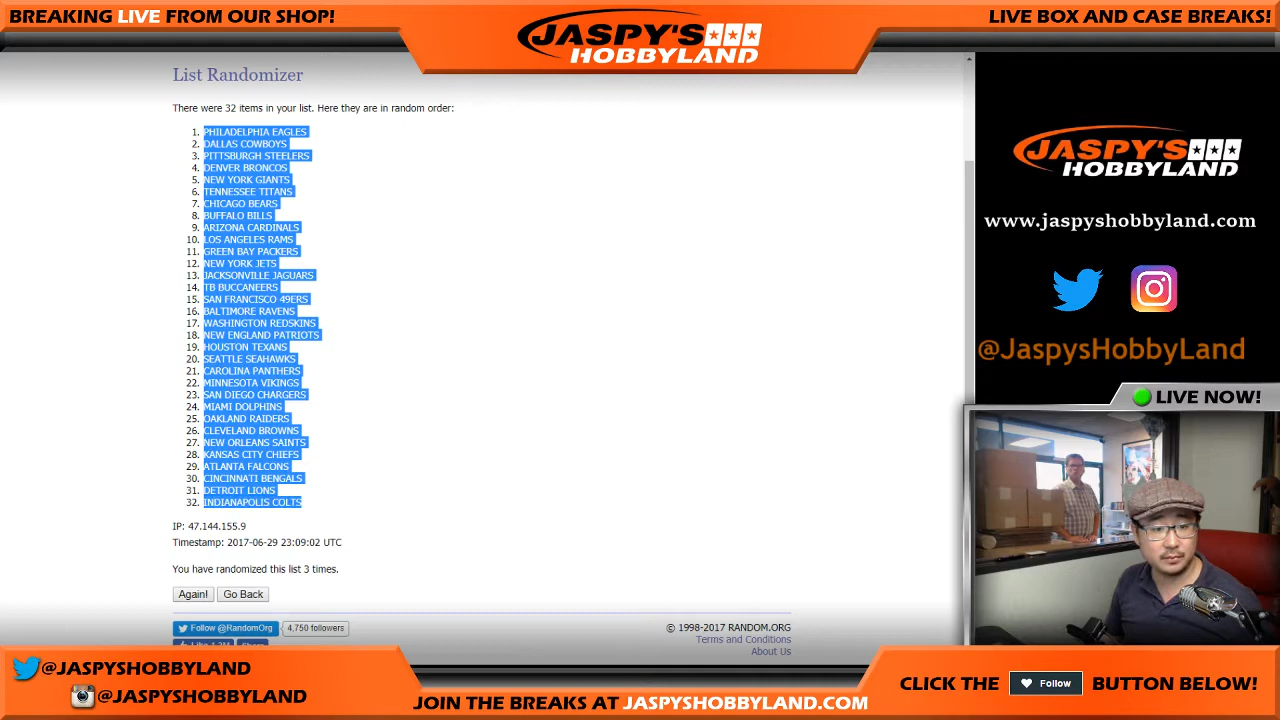 BREAKING LIVE FROM OUR SHOP!
JASPY'S
HOBBYLAND
LIVE BOX AND CASE BREAKS!
List Randomizer
There were 32 items in your list. Here they are in random order:
1. PHILADELPHIA EAGLES
2. DALLAS COWBOYS
3. PITTSBURGH STEELERS
4. DENVER BRONCOS
5. NEW YORK GIANTS
6. TENNESSEE TITANS
7. CHICAGO BEARS
8. BUFFALO BILLS
9. ARIZONA CARDINALS
10. LOS ANGELES RAMS
11. GREEN BAY PACKERS
12. NEW YORK JETS
13. JACKSONVILLE JAGUARS
14. TB BUCCANEERS
15. SAN FRANCISCO 49ERS
16. BALTIMORE RAVENS
17. WASHINGTON REDSKINS
18. NEW ENGLAND PATRIOTS
19. HOUSTON TEXANS
20. SEATTLE SEAHAWKS
21. CAROLINA PANTHERS
22. MINNESOTA VIKINGS
23. SAN DIEGO CHARGERS
24. MIAMI DOLPHINS
25. OAKLAND RAIDERS
26. CLEVELAND BROWNS
27. NEW ORLEANS SAINTS
28. KANSAS CITY CHIEFS
29. ATLANTA FALCONS
30. CINCINNATI BENGALS
31. DETROIT LIONS
32. INDIANAPOLIS COLTS
IP: 47.144.155.9
Timestamp: 2017-06-29 23:09:02 UTC
You have randomized this list 3 times.
Again! Go Back
Follow @RandomOrg 4,750 followers
© 1998-2017 RANDOM.ORG
Terms and Conditions
About Us
JASPY'S
HOBBYLAND
www.jaspyshobbyland.com
@JaspysHobbyLand
LIVE NOW!
@JASPYSHOBBYLAND
@JASPYSHOBBYLAND
JOIN THE BREAKS AT JASPYSHOBBYLAND.COM
CLICK THE Follow BUTTON BELOW!